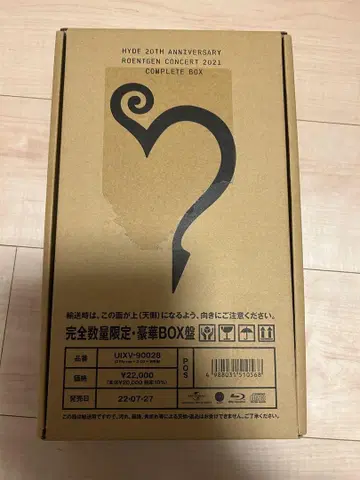 HYDE 20TH ANNIVERSARY
ROENTGEN CONCERT 2021
COMPLETE BOX
輸送時は、この面が上(天側)になるよう、向きにご注意ください。
完全数量限定・豪華BOX盤
品番 UIXV-90028
価格 ¥22,000
発売日 22-07-27
POS
4988031510568